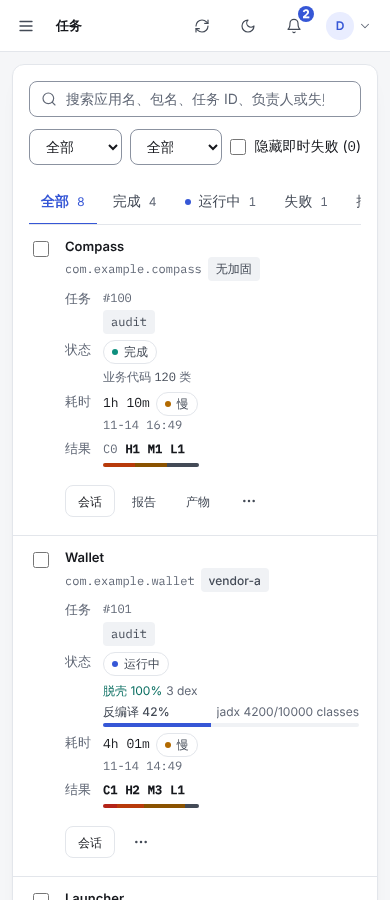 任务
2
D
搜索应用名、包名、任务 ID、负责人或失
全部 全部 隐藏即时失败 (0)
全部 8 完成 4 运行中 1 失败 1
Compass
com.example.compass 无加固
任务 #100
audit
状态 完成
业务代码 120 类
耗时 1h 10m 慢
11-14 16:49
结果 C0 H1 M1 L1
会话 报告 产物 ···
Wallet
com.example.wallet vendor-a
任务 #101
audit
状态 运行中
脱壳 100% 3 dex
反编译 42% jadx 4200/10000 classes
耗时 4h 01m 慢
11-14 14:49
结果 C1 H2 M3 L1
会话 ···
Launcher